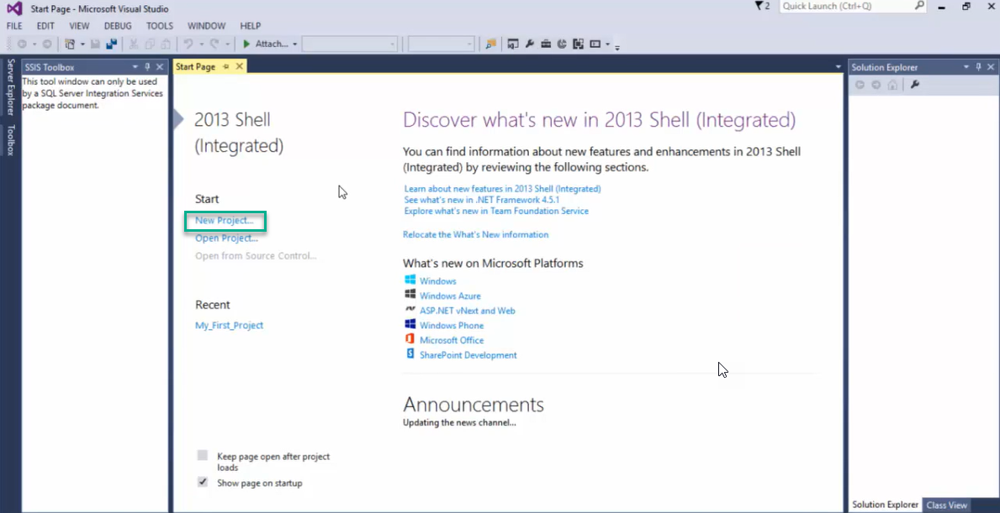 Start Page - Microsoft Visual Studio
2
Quick Launch (Ctrl+Q)
FILE EDIT VIEW DEBUG TOOLS WINDOW HELP
Attach...
Server Explorer
Toolbox
SSIS Toolbox
This tool window can only be used
by a SQL Server Integration Services
package document.
Start Page
2013 Shell
(Integrated)
Start
New Project...
Open Project...
Open from Source Control...
Recent
My_First_Project
Keep page open after project
loads
Show page on startup
Discover what's new in 2013 Shell (Integrated)
You can find information about new features and enhancements in 2013 Shell
(Integrated) by reviewing the following sections.
Learn about new features in 2013 Shell (Integrated)
See what's new in .NET Framework 4.5.1
Explore what's new in Team Foundation Service
Relocate the What's New information
What's new on Microsoft Platforms
Windows
Windows Azure
ASP.NET vNext and Web
Windows Phone
Microsoft Office
SharePoint Development
Announcements
Updating the news channel...
Solution Explorer
Solution Explorer Class View